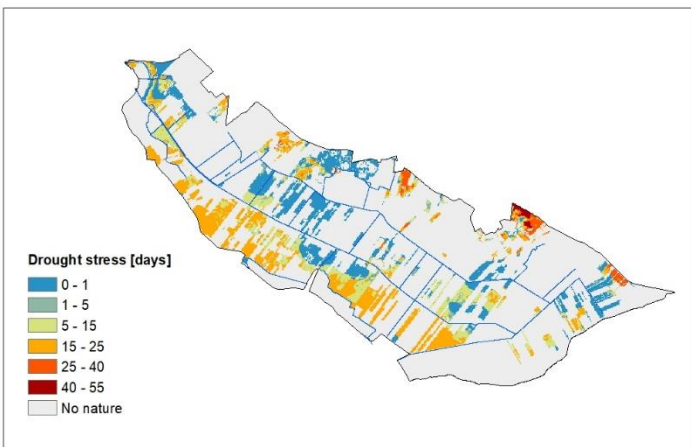 Drought stress [days]
0 - 1
1 - 5
5 - 15
15 - 25
25 - 40
40 - 55
No nature